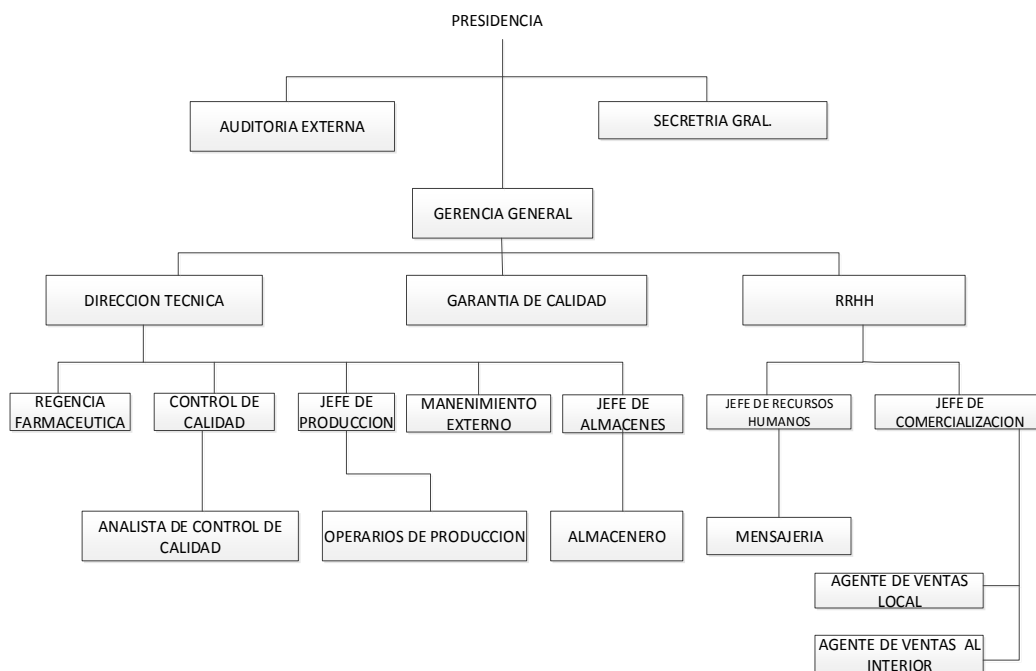 PRESIDENCIA
AUDITORIA EXTERNA
SECRETRIA GRAL.
GERENCIA GENERAL
DIRECCION TECNICA
GARANTIA DE CALIDAD
RRHH
REGENCIA
FARMACEUTICA
CONTROL DE
CALIDAD
JEFE DE
PRODUCCION
MANENIMIENTO
EXTERNO
JEFE DE
ALMACENES
JEFE DE RECURSOS
HUMANOS
JEFE DE
COMERCIALIZACION
ANALISTA DE CONTROL DE
CALIDAD
OPERARIOS DE PRODUCCION
ALMACENERO
MENSAJERIA
AGENTE DE VENTAS
LOCAL
AGENTE DE VENTAS AL
INTERIOR